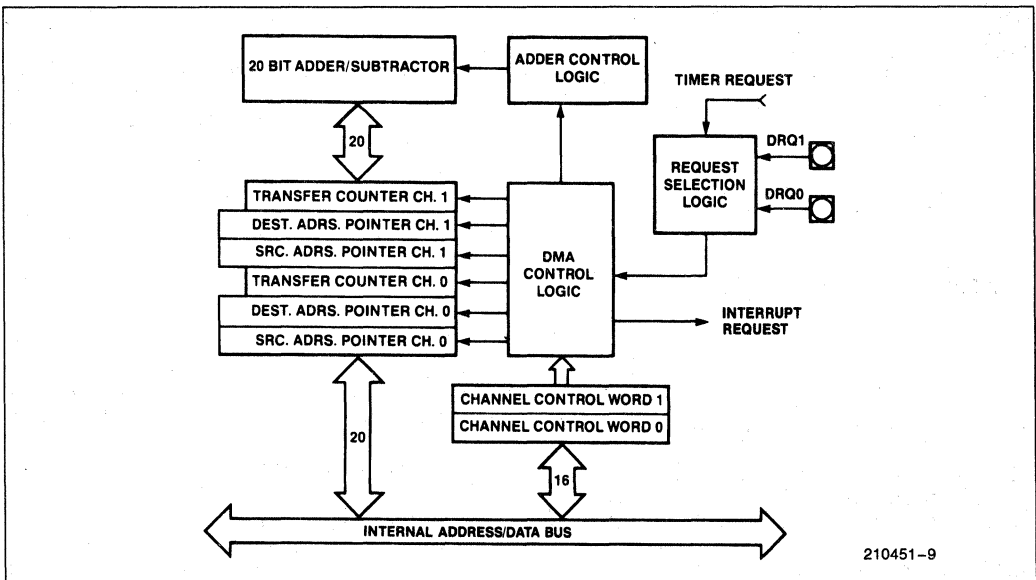 20 BIT ADDER/SUBTRACTOR
ADDER CONTROL
LOGIC
TIMER REQUEST
20
DRQ1
REQUEST
SELECTION
LOGIC
DRQ0
TRANSFER COUNTER CH. 1
DEST. ADRS. POINTER CH. 1
SRC. ADRS. POINTER CH. 1
TRANSFER COUNTER CH. 0
DEST. ADRS. POINTER CH. 0
SRC. ADRS. POINTER CH. 0
DMA
CONTROL
LOGIC
INTERRUPT
REQUEST
CHANNEL CONTROL WORD 1
CHANNEL CONTROL WORD 0
20
16
INTERNAL ADDRESS/DATA BUS
210451–9